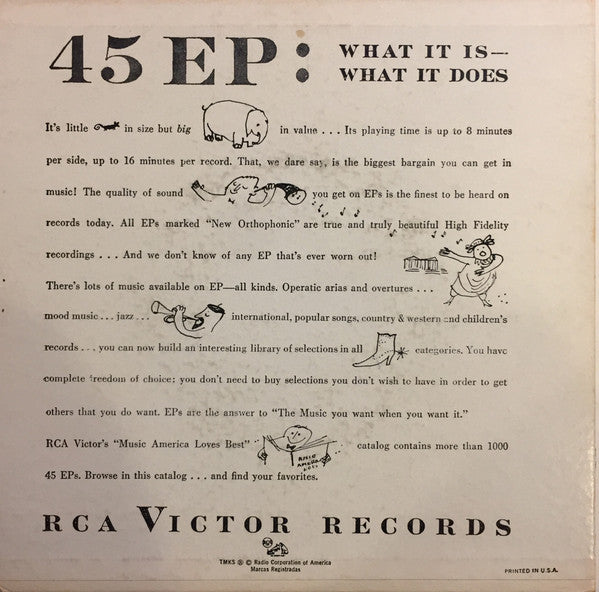 45 EP: WHAT IT IS—
WHAT IT DOES
It's little in size but big in value . . . Its playing time is up to 8 minutes
per side, up to 16 minutes per record. That, we dare say, is the biggest bargain you can get in
music! The quality of sound you get on EPs is the finest to be heard on
records today. All EPs marked "New Orthophonic" are true and truly beautiful High Fidelity
recordings . . . And we don't know of any EP that's ever worn out!
There's lots of music available on EP—all kinds. Operatic arias and overtures . . .
mood music . . . jazz . . . international, popular songs, country & western and children's
records . . . you can now build an interesting library of selections in all categories. You have
complete freedom of choice: you don't need to buy selections you don't wish to have in order to get
others that you do want. EPs are the answer to "The Music you want when you want it."
RCA Victor's "Music America Loves Best" catalog contains more than 1000
MUSIC
AMERICA
LOVES
45 EPs. Browse in this catalog . . . and find your favorites.
RCA VICTOR RECORDS
TMKS ® © Radio Corporation of America
Marcas Registradas
PRINTED IN U.S.A.